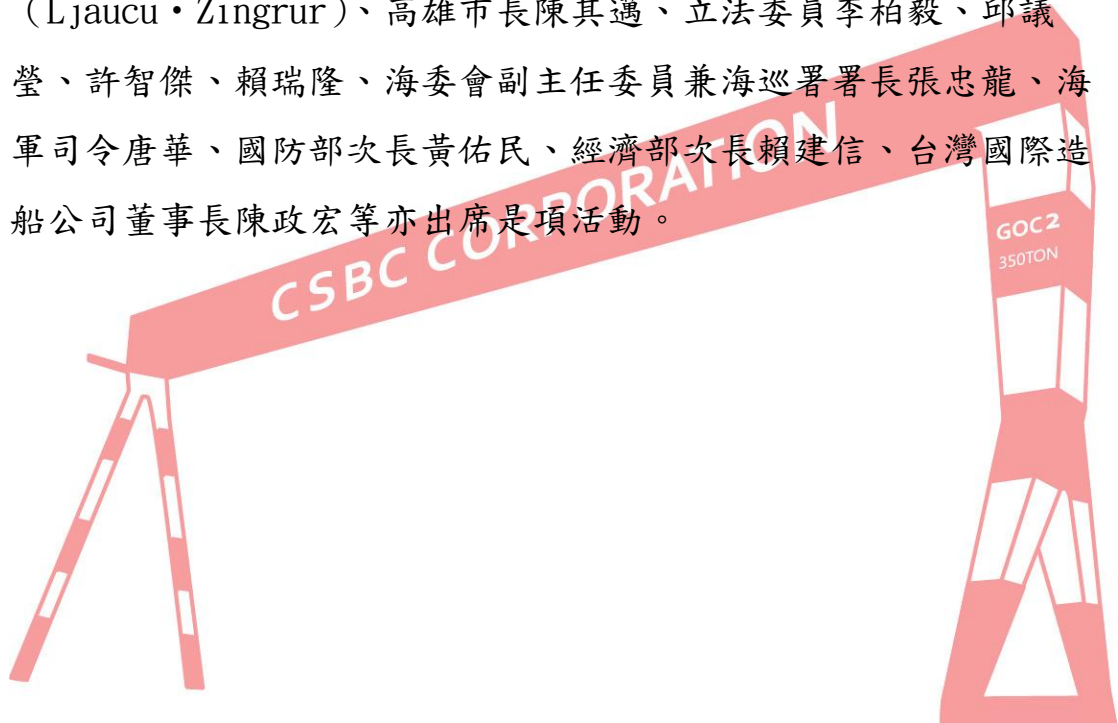 （Ljaucu・Zingrur）、高雄市長陳其邁、立法委員李柏毅、邱議
瑩、許智傑、賴瑞隆、海委會副主任委員兼海巡署署長張忠龍、海
軍司令唐華、國防部次長黃佑民、經濟部次長賴建信、台灣國際造
船公司董事長陳政宏等亦出席是項活動。
CSBC CORPORATION
GOC2
350TON